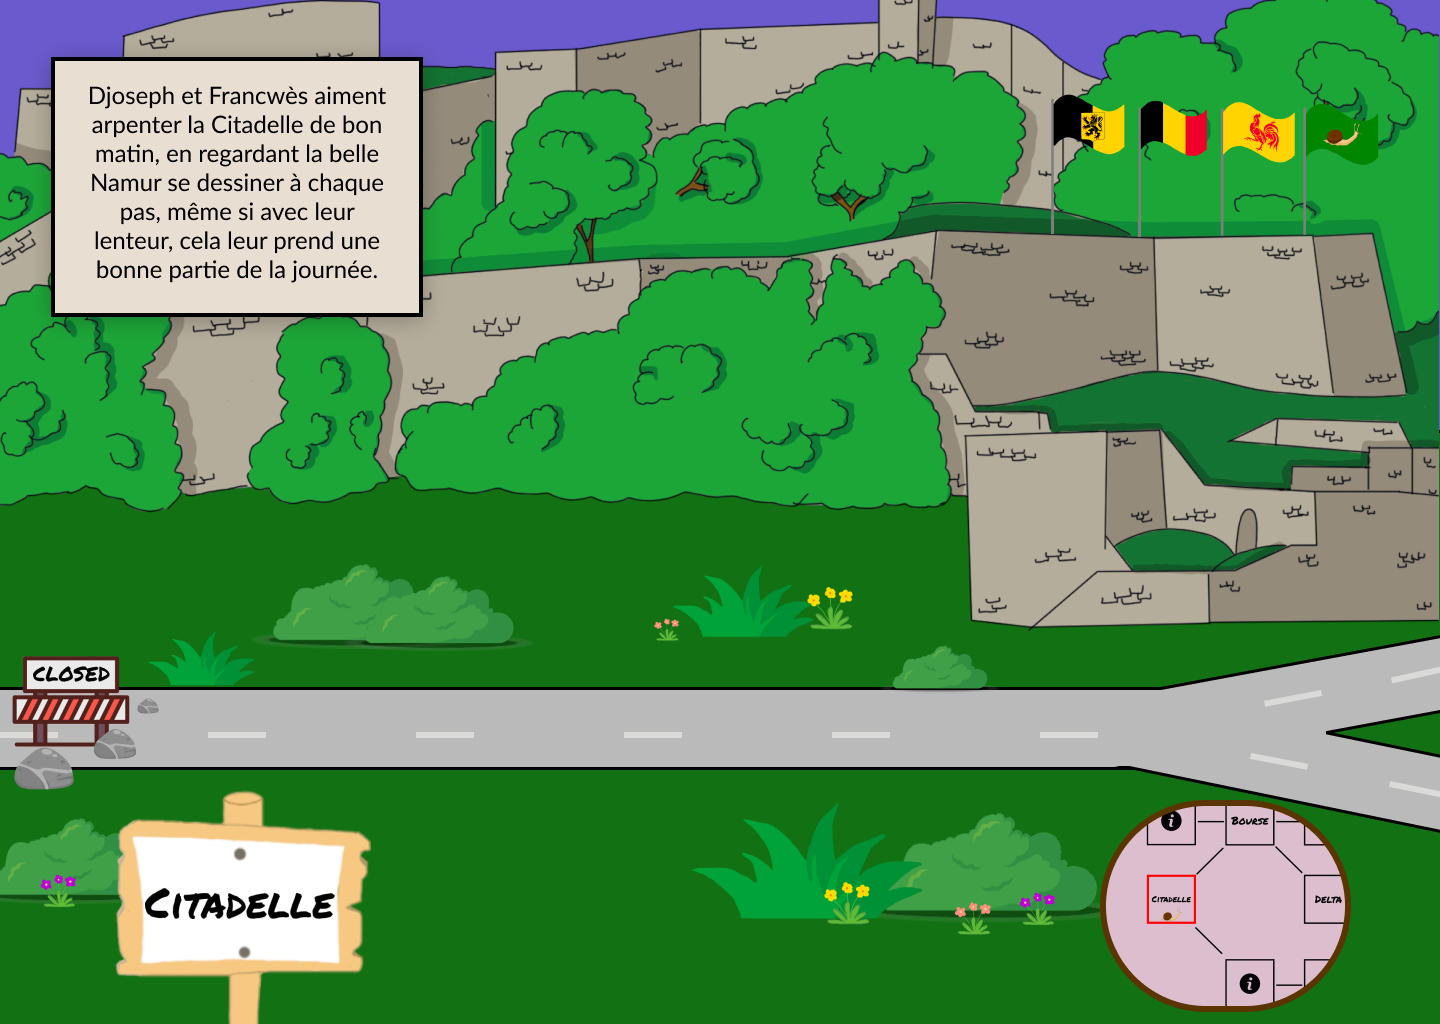 Djoseph et Francwès aiment
arpenter la Citadelle de bon
matin, en regardant la belle
Namur se dessiner à chaque
pas, même si avec leur
lenteur, cela leur prend une
bonne partie de la journée.
CLOSED
CITADELLE
i
BOURSE
CITADELLE
DELTA
i